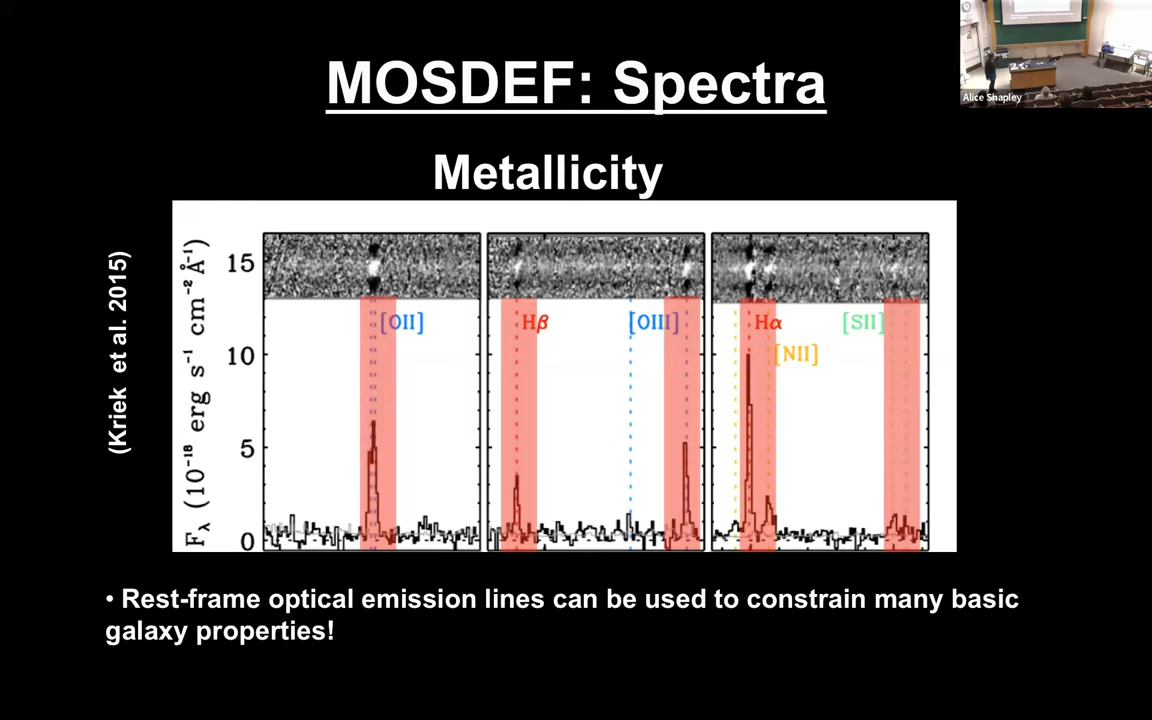 MOSDEF: Spectra
Alice Shapley
Metallicity
(Kriek et al. 2015)
F_λ (10⁻¹⁸ erg s⁻¹ cm⁻² Å⁻¹)
15
10
5
0
[OII]
Hβ
[OIII]
Hα
[NII]
[SII]
• Rest-frame optical emission lines can be used to constrain many basic
galaxy properties!